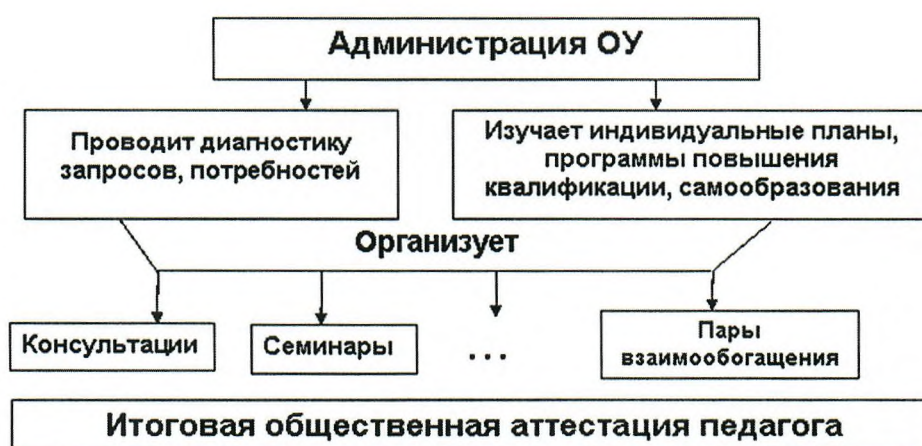 Администрация ОУ
Проводит диагностику
запросов, потребностей
Изучает индивидуальные планы,
программы повышения
квалификации, самообразования
Организует
Консультации
Семинары
...
Пары
взаимообогащения
Итоговая общественная аттестация педагога